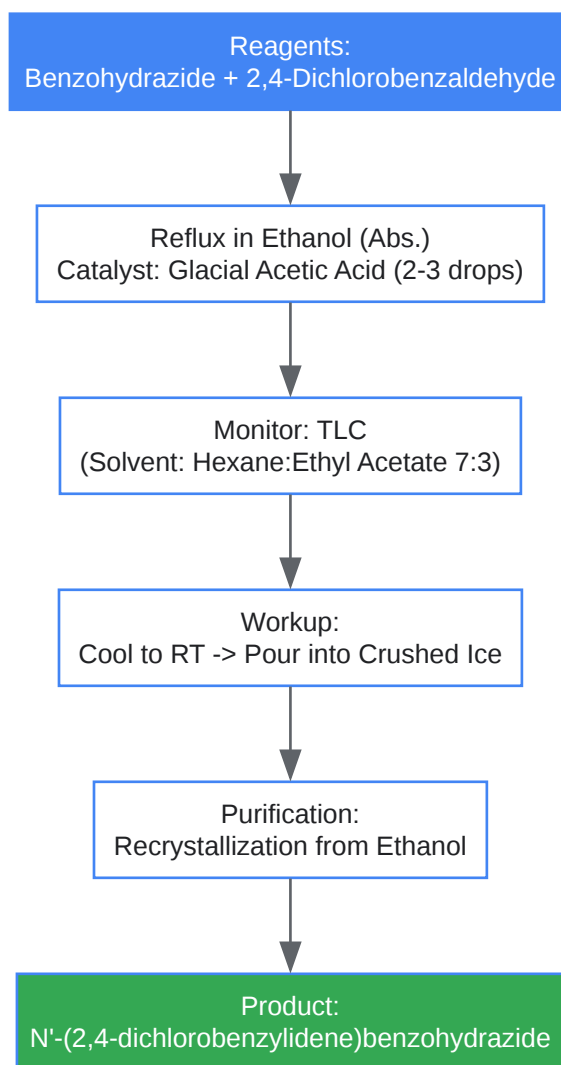 Reagents:
Benzohydrazide + 2,4-Dichlorobenzaldehyde
Reflux in Ethanol (Abs.)
Catalyst: Glacial Acetic Acid (2-3 drops)
Monitor: TLC
(Solvent: Hexane:Ethyl Acetate 7:3)
Workup:
Cool to RT -> Pour into Crushed Ice
Purification:
Recrystallization from Ethanol
Product:
N'-(2,4-dichlorobenzylidene)benzohydrazide